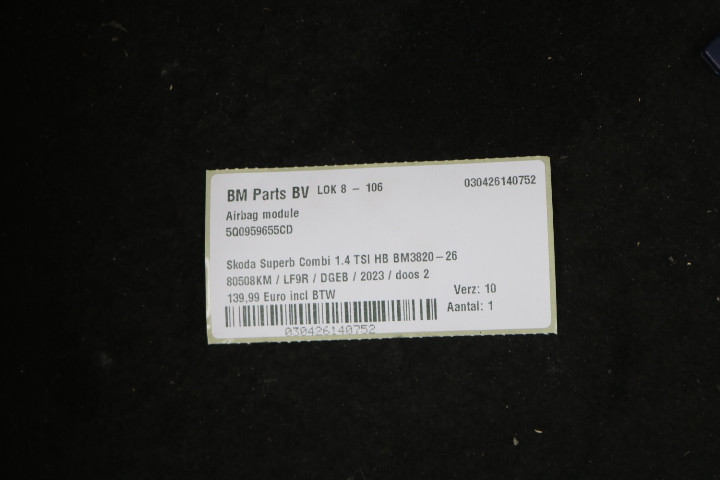 BM Parts BV LOK 8 - 106 030426140752
Airbag module
5Q0959655CD
Skoda Superb Combi 1.4 TSI HB BM3820-26
80508KM / LF9R / DGEB / 2023 / doos 2
139,99 Euro incl BTW Verz: 10
Aantal: 1
030426140752